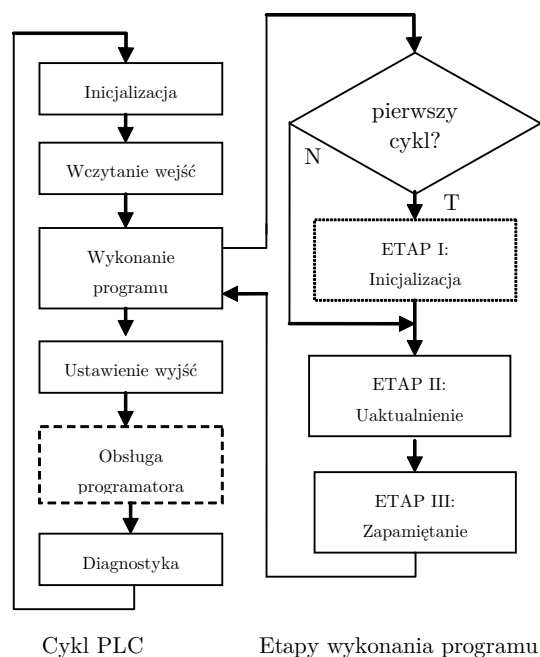 Inicjalizacja
Wczytanie wejść
Wykonanie
programu
Ustawienie wyjść
Obsługa
programatora
Diagnostyka
Cykl PLC
pierwszy
cykl?
N
T
ETAP I:
Inicjalizacja
ETAP II:
Uaktualnienie
ETAP III:
Zapamiętanie
Etapy wykonania programu